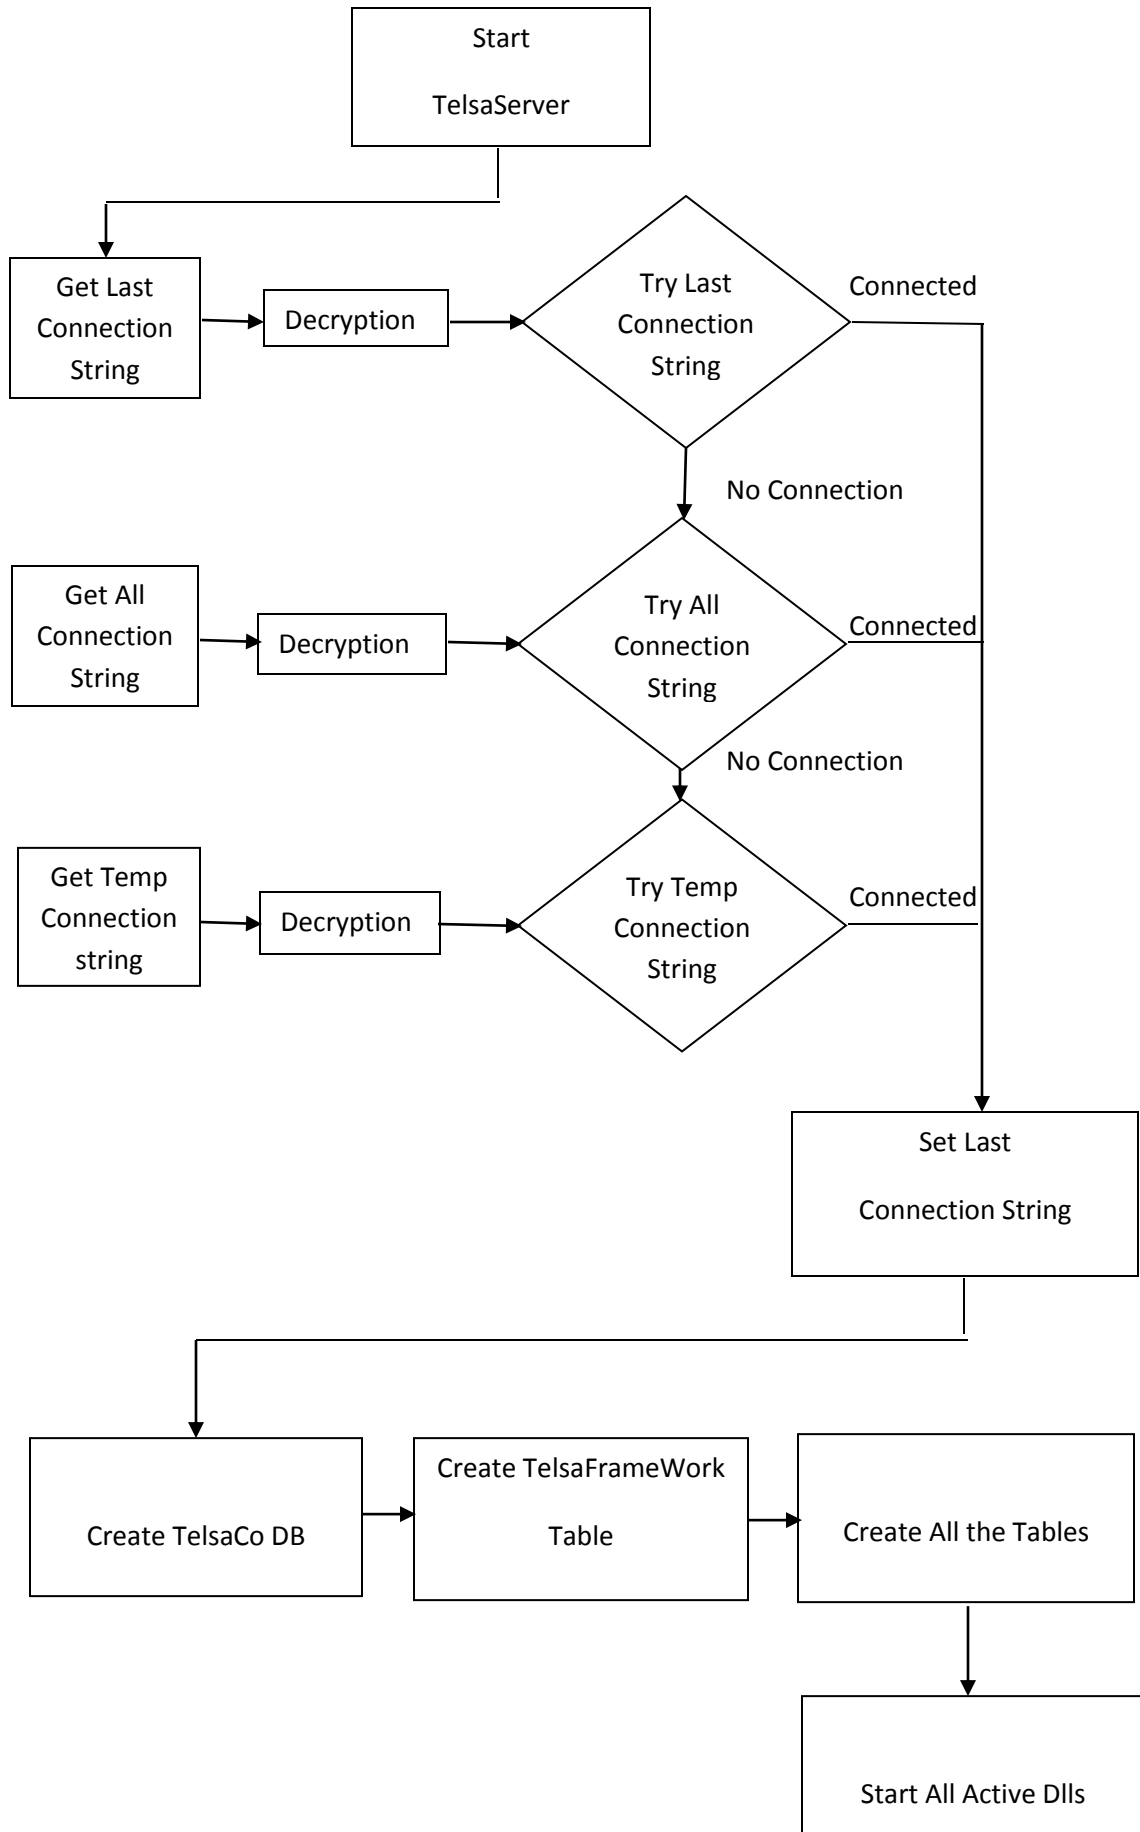 Start
TelsaServer
Get Last
Connection
String
Decryption
Try Last
Connection
String
Connected
No Connection
Get All
Connection
String
Decryption
Try All
Connection
String
Connected
No Connection
Get Temp
Connection
string
Decryption
Try Temp
Connection
String
Connected
Set Last
Connection String
Create TelsaCo DB
Create TelsaFrameWork
Table
Create All the Tables
Start All Active Dlls